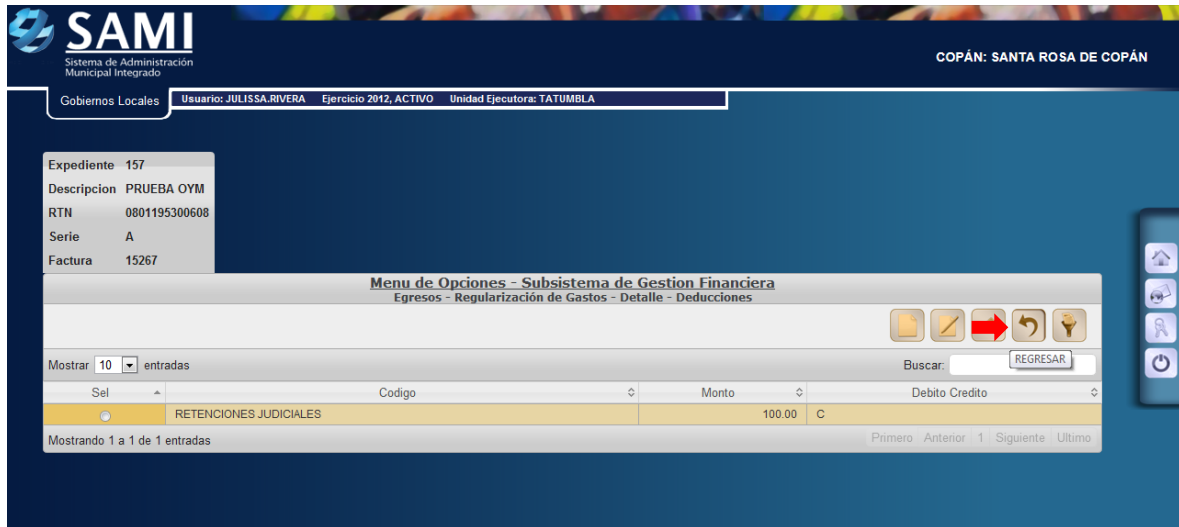 SAMI
Sistema de Administración
Municipal Integrado
COPÁN: SANTA ROSA DE COPÁN
Gobiernos Locales
Usuario: JULISSA.RIVERA Ejercicio 2012, ACTIVO Unidad Ejecutora: TATUMBLA
Expediente 157
Descripcion PRUEBA OYM
RTN 0801195300608
Serie A
Factura 15267
Menu de Opciones - Subsistema de Gestion Financiera
Egresos - Regularización de Gastos - Detalle - Deducciones
REGRESAR
Mostrar 10 entradas Buscar:
Sel Codigo Monto Debito Credito
RETENCIONES JUDICIALES 100.00 C
Mostrando 1 a 1 de 1 entradas Primero Anterior 1 Siguiente Ultimo